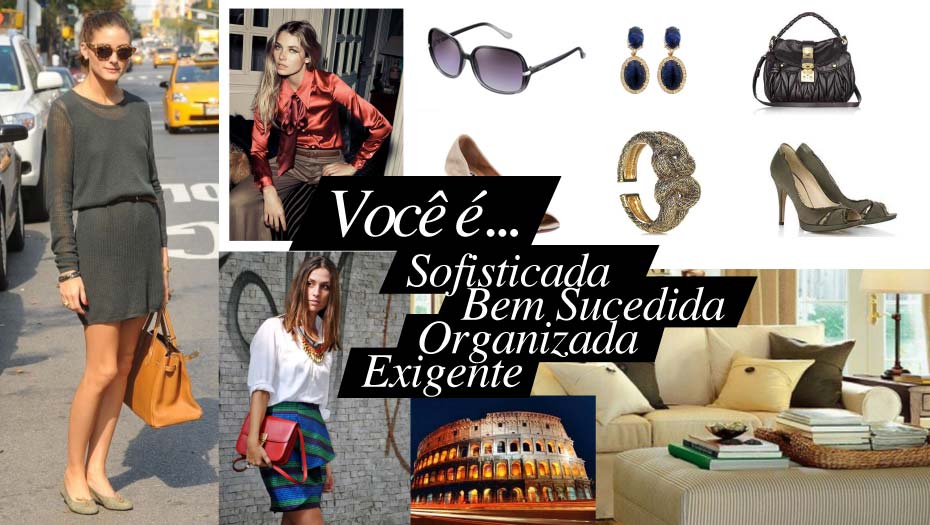 Você é...
Sofisticada
Bem Sucedida
Organizada
Exigente